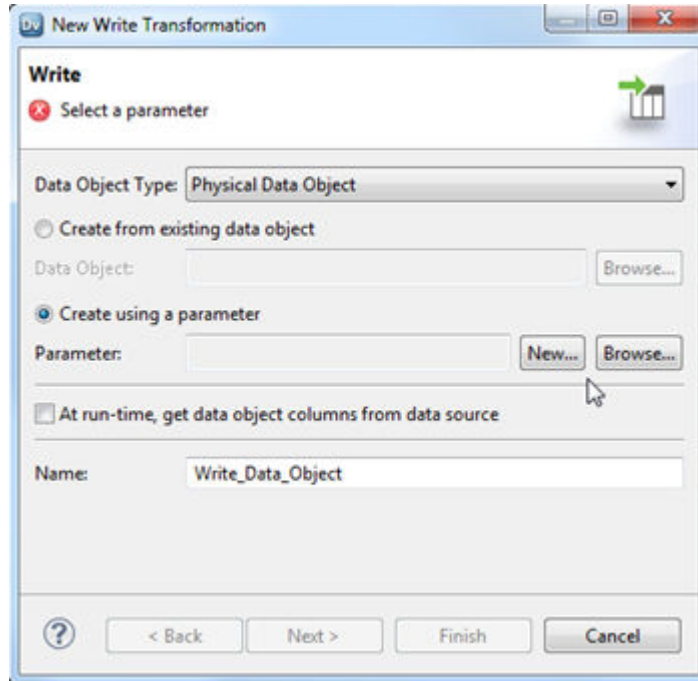 Dv New Write Transformation
Write
Select a parameter
Data Object Type: Physical Data Object
Create from existing data object
Data Object: Browse...
Create using a parameter
Parameter: New... Browse...
At run-time, get data object columns from data source
Name: Write_Data_Object
? < Back Next > Finish Cancel